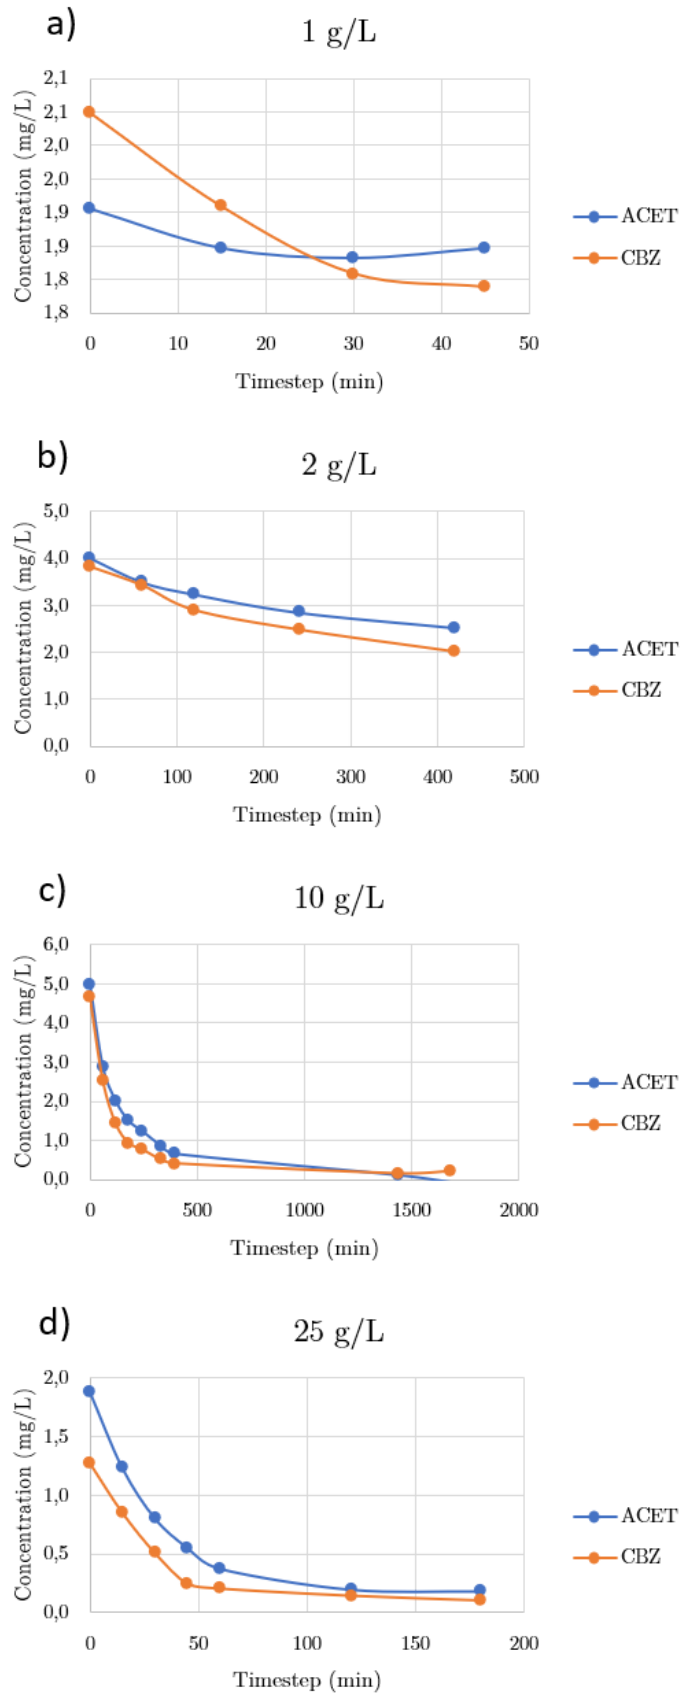 a)
1 g/L
Concentration (mg/L)
2,1
2,1
2,0
2,0
1,9
1,9
1,8
1,8
0 10 20 30 40 50
Timestep (min)
ACET
CBZ
b)
2 g/L
Concentration (mg/L)
5,0
4,0
3,0
2,0
1,0
0,0
0 100 200 300 400 500
Timestep (min)
ACET
CBZ
c)
10 g/L
Concentration (mg/L)
6,0
5,0
4,0
3,0
2,0
1,0
0,0
0 500 1000 1500 2000
Timestep (min)
ACET
CBZ
d)
25 g/L
Concentration (mg/L)
2,0
1,5
1,0
0,5
0,0
0 50 100 150 200
Timestep (min)
ACET
CBZ